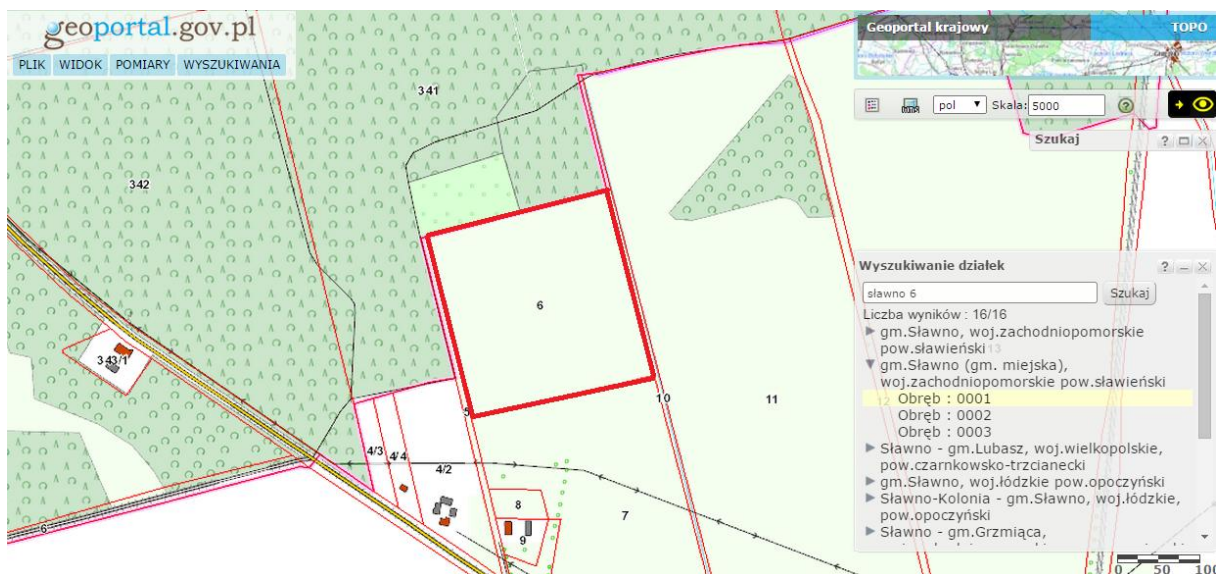 geoportal.gov.pl
PLIK WIDOK POMIARY WYSZUKIWANIA
Geoportal krajowy TOPO
pol Skala: 5000
Szukaj
341
342
343/1
6
5
10
11
4/3
4/4
4/2
8
9
7
6
Wyszukiwanie działek
sławno 6 Szukaj
Liczba wyników : 16/16
gm.Sławno, woj.zachodniopomorskie
pow.sławieński 13
gm.Sławno (gm. miejska),
woj.zachodniopomorskie pow.sławieński
12 Obręb : 0001
Obręb : 0002
Obręb : 0003
Sławno - gm.Lubasz, woj.wielkopolskie,
pow.czarnkowsko-trzcianecki
gm.Sławno, woj.łódzkie pow.opoczyński
Sławno-Kolonia - gm.Sławno, woj.łódzkie,
pow.opoczyński
Sławno - gm.Grzmiąca,
0 50 100